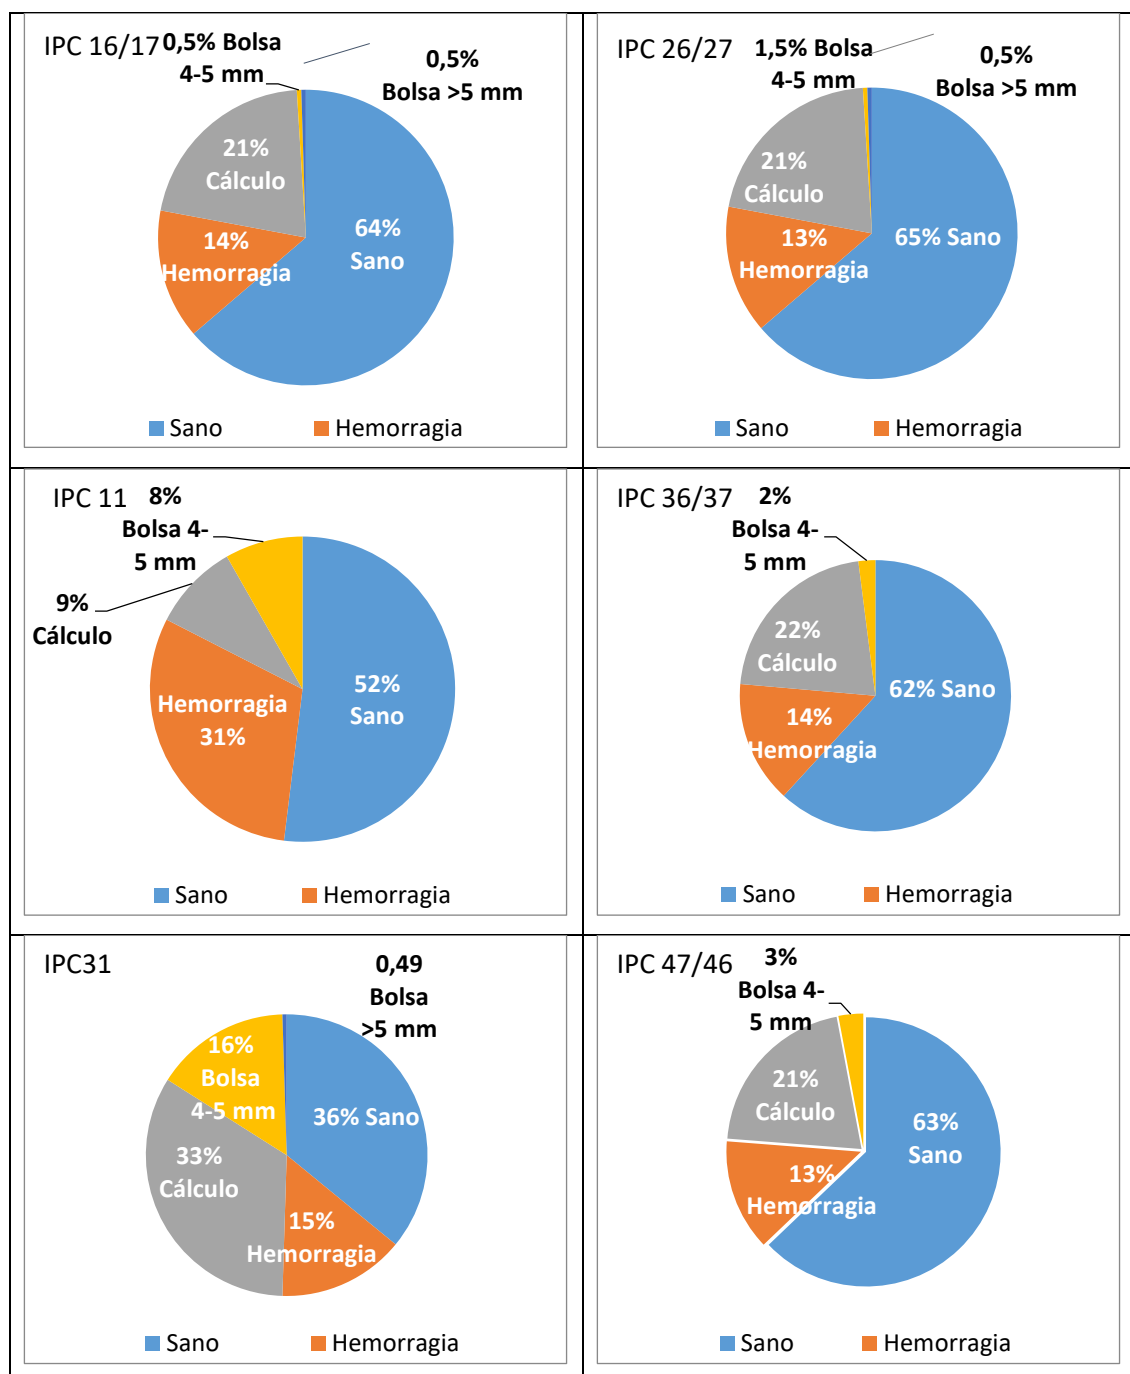 IPC 16/17
0,5% Bolsa
4-5 mm
0,5%
Bolsa >5 mm
21%
Cálculo
14%
Hemorragia
64%
Sano
Sano
Hemorragia
IPC 26/27
1,5% Bolsa
4-5 mm
0,5%
Bolsa >5 mm
21%
Cálculo
13%
Hemorragia
65% Sano
Sano
Hemorragia
IPC 11
8%
Bolsa 4-
5 mm
9%
Cálculo
Hemorragia
31%
52%
Sano
Sano
Hemorragia
IPC 36/37
2%
Bolsa 4-
5 mm
22%
Cálculo
14%
Hemorragia
62% Sano
Sano
Hemorragia
IPC31
0,49
Bolsa
>5 mm
16%
Bolsa
4-5 mm
36% Sano
33%
Cálculo
15%
Hemorragia
Sano
Hemorragia
IPC 47/46
3%
Bolsa 4-
5 mm
21%
Cálculo
63%
Sano
13%
Hemorragia
Sano
Hemorragia